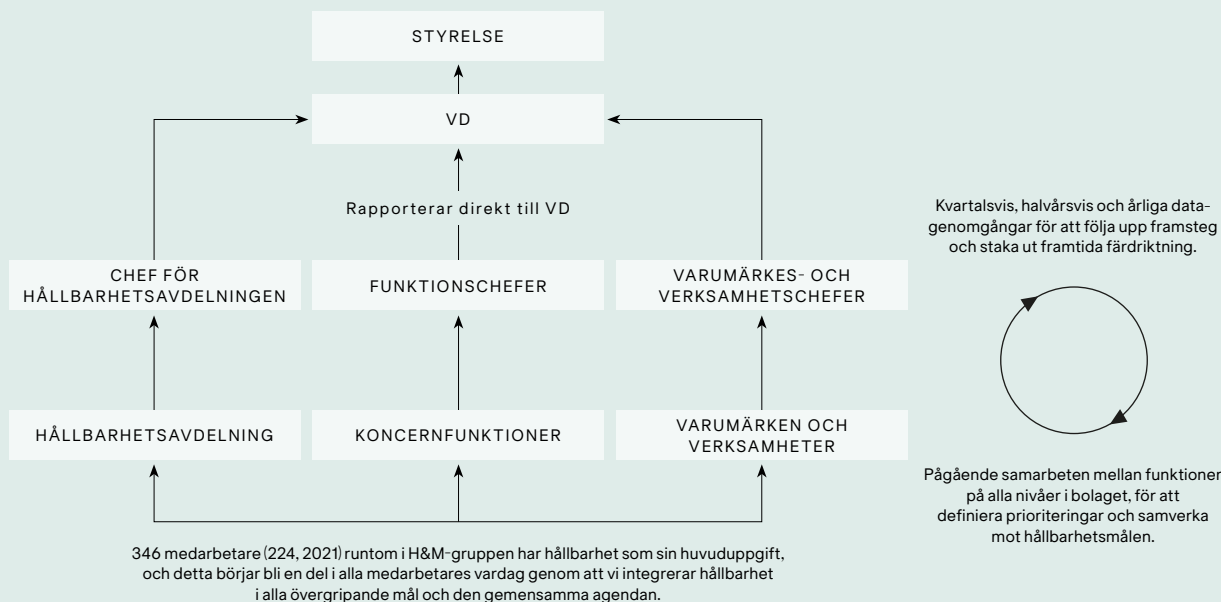 STYRELSE
VD
Rapporterar direkt till VD
CHEF FÖR
HÅLLBARHETSAVDELNINGEN
FUNKTIONSCHEFER
VARUMÄRKES- OCH
VERKSAMHETSCHEFER
HÅLLBARHETSAVDELNING
KONCERNFUNKTIONER
VARUMÄRKEN OCH
VERKSAMHETER
346 medarbetare (224, 2021) runtom i H&M-gruppen har hållbarhet som sin huvuduppgift,
och detta börjar bli en del i alla medarbetares vardag genom att vi integrerar hållbarhet
i alla övergripande mål och den gemensamma agendan.
Kvartalsvis, halvårsvis och årliga data-
genomgångar för att följa upp framsteg
och staka ut framtida färdriktning.
Pågående samarbeten mellan funktioner
på alla nivåer i bolaget, för att
definiera prioriteringar och samverka
mot hållbarhetsmålen.